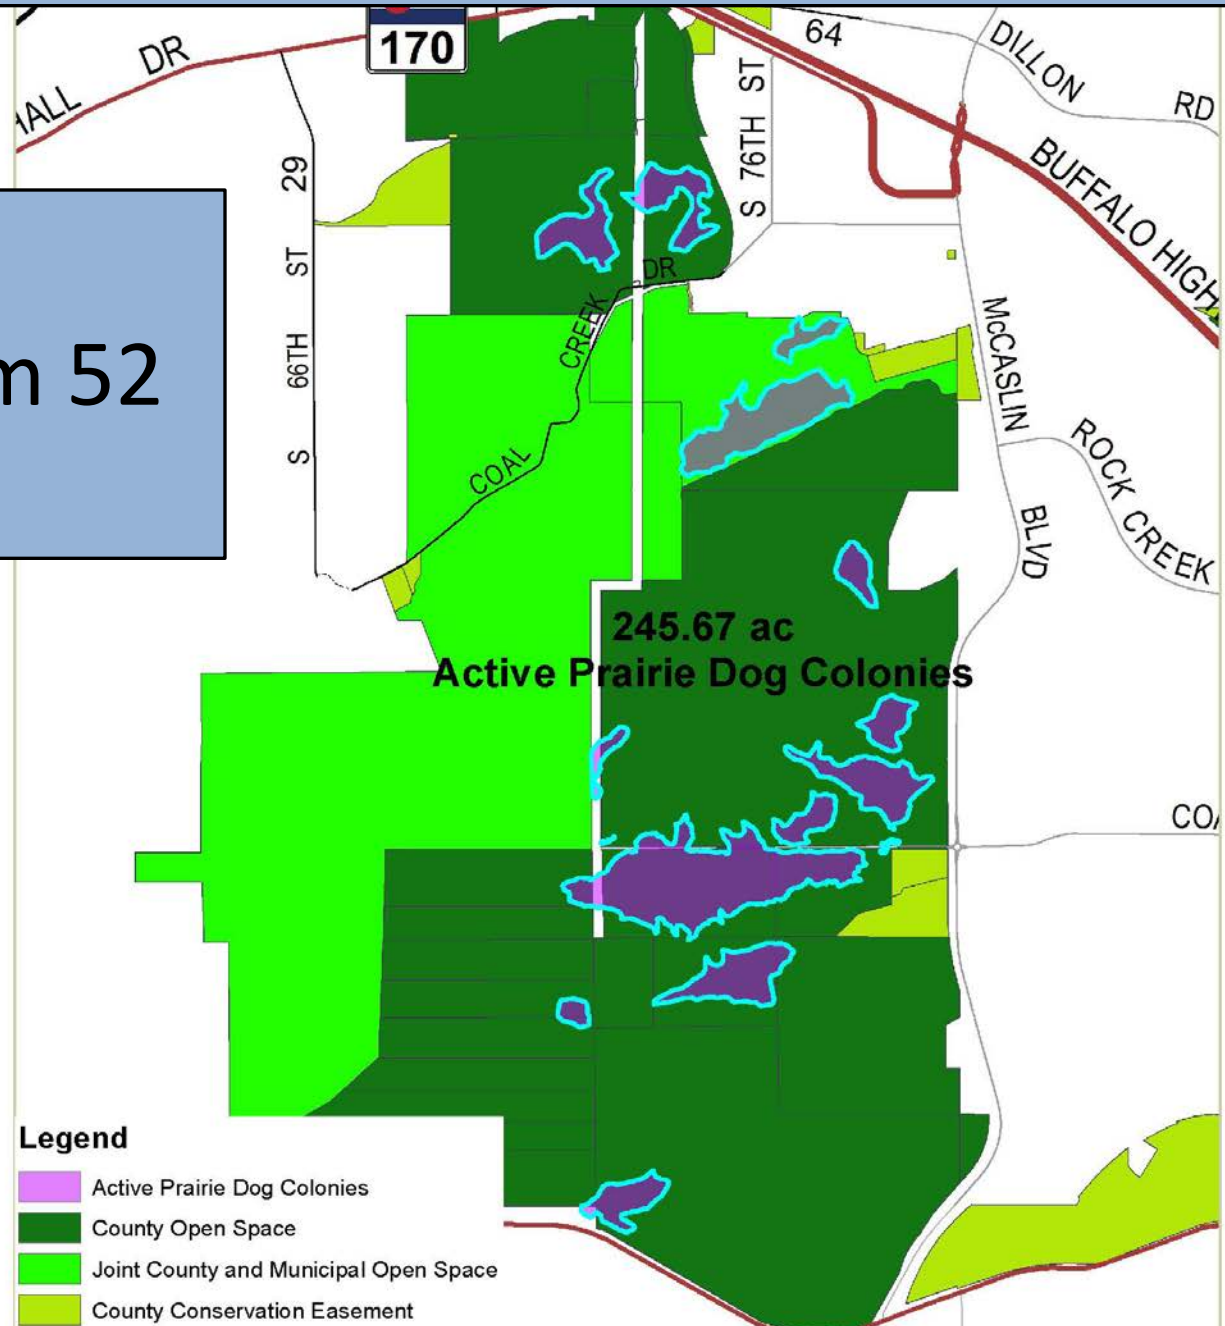 170
64
DILLON
RD
HALL DR
S 76TH ST
29
BUFFALO HIGH
DR
CREEK
S 66TH ST
McCASLIN
m 52
COAL
ROCK CREEK
BLVD
245.67 ac
Active Prairie Dog Colonies
COA
Legend
Active Prairie Dog Colonies
County Open Space
Joint County and Municipal Open Space
County Conservation Easement